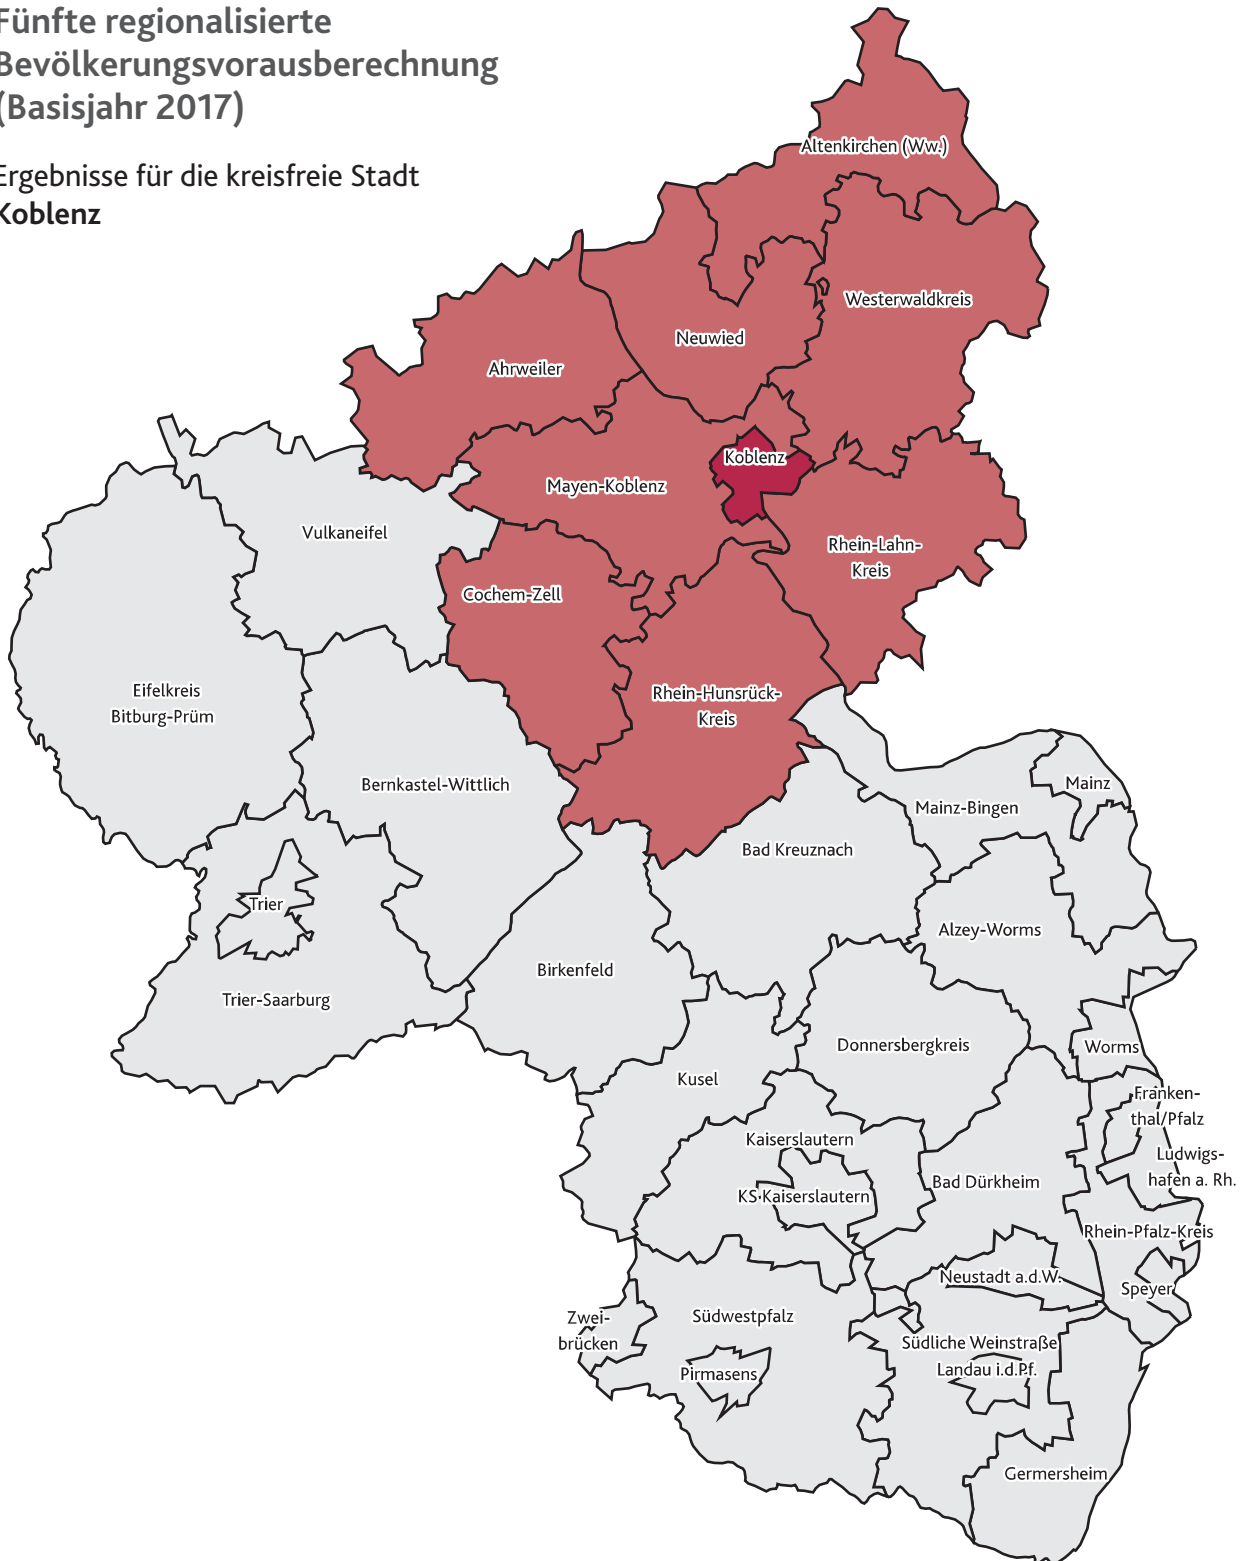 Fünfte regionalisierte
Bevölkerungsvorausberechnung
(Basisjahr 2017)
Ergebnisse für die kreisfreie Stadt
Koblenz
Altenkirchen (Ww.)
Westerwaldkreis
Neuwied
Ahrweiler
Koblenz
Mayen-Koblenz
Vulkaneifel
Rhein-Lahn-
Kreis
Cochem-Zell
Eifelkreis
Bitburg-Prüm
Rhein-Hunsrück-
Kreis
Bernkastel-Wittlich
Mainz
Mainz-Bingen
Bad Kreuznach
Trier
Alzey-Worms
Birkenfeld
Trier-Saarburg
Donnersbergkreis
Worms
Kusel
Franken-
thal/Pfalz
Kaiserslautern
Ludwigs-
hafen a. Rh.
Bad Dürkheim
KS-Kaiserslautern
Rhein-Pfalz-Kreis
Neustadt a.d.W.
Speyer
Zwei-
brücken
Südwestpfalz
Südliche Weinstraße
Landau i.d.Pf.
Pirmasens
Germersheim